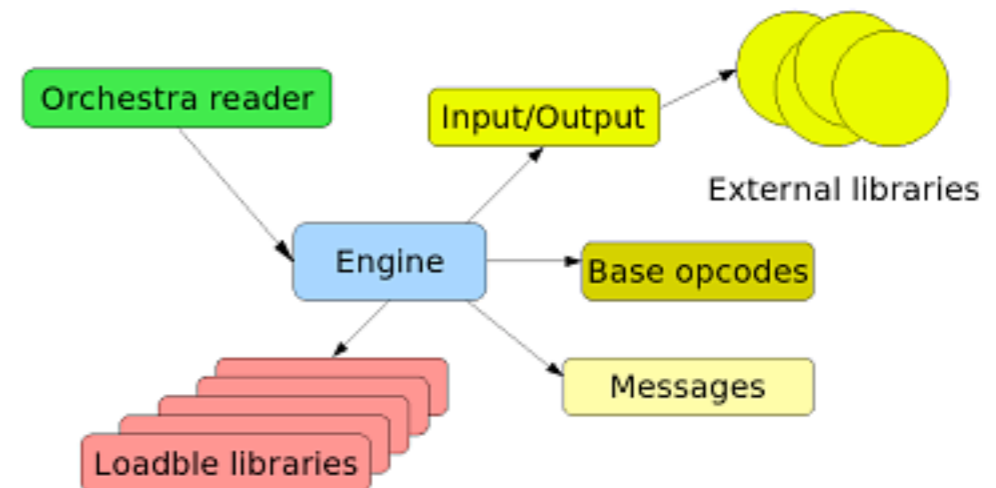 Orchestra reader
Input/Output
External libraries
Engine
Base opcodes
Messages
Loadble libraries